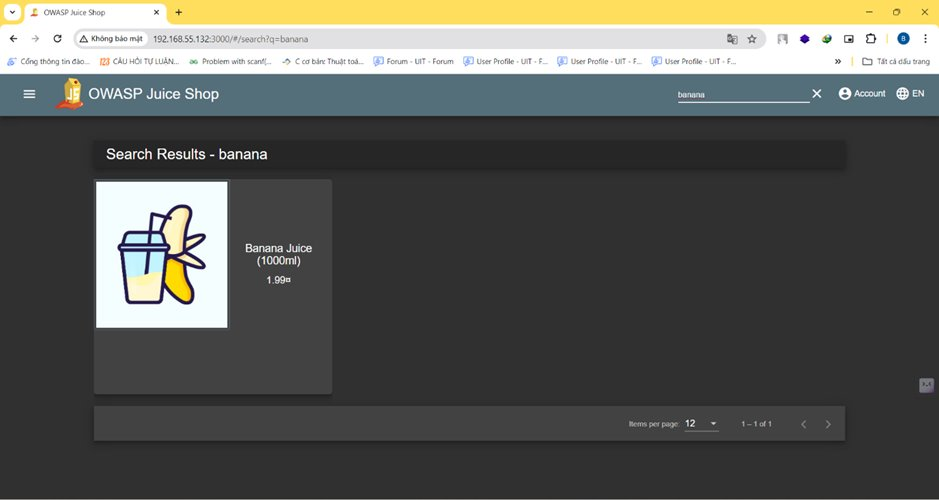 OWASP Juice Shop
Không bảo mật 192.168.55.132:3000/#/search?q=banana
B
Cổng thông tin đào... CÂU HỎI TỰ LUẬN... Problem with scanf(... C cơ bản: Thuật toá... Forum - UIT - Forum User Profile - UIT - F... User Profile - UIT - F... User Profile - UIT - F... » Tất cả dấu trang
OWASP Juice Shop banana Account EN
Search Results - banana
Banana Juice
(1000ml)
1.99¤
Items per page: 12 1 – 1 of 1